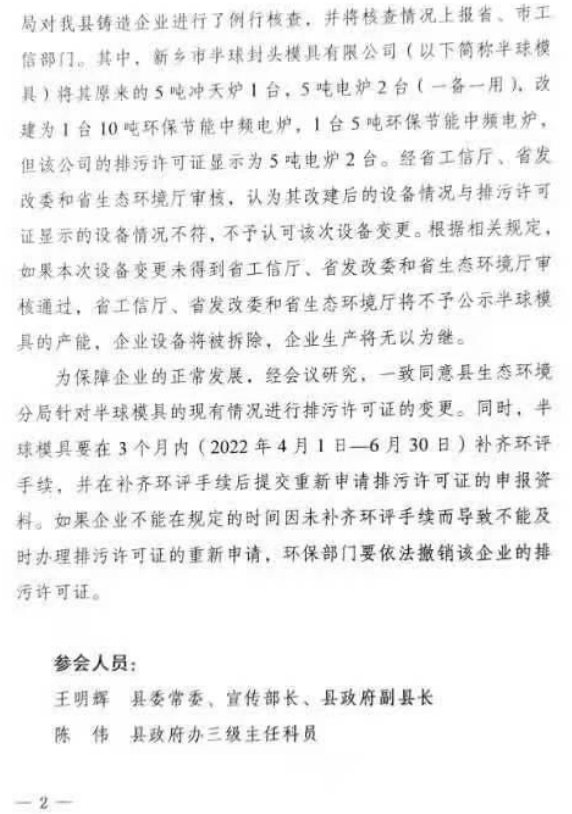 局对我县铸造企业进行了例行核查，并将核查情况上报省、市工
信部门。其中，新乡市半球封头模具有限公司（以下简称半球模
具）将其原来的5吨冲天炉1台，5吨电炉2台（一备一用），改
建为1台10吨环保节能中频电炉，1台5吨环保节能中频电炉，
但该公司的排污许可证显示为5吨电炉2台。经省工信厅、省发
改委和省生态环境厅审核，认为其改建后的设备情况与排污许可
证显示的设备情况不符，不予认可该次设备变更。根据相关规定，
如果本次设备变更未得到省工信厅、省发改委和省生态环境厅审
核通过，省工信厅、省发改委和省生态环境厅将不予公示半球模
具的产能，企业设备将被拆除，企业生产将无以为继。
为保障企业的正常发展，经会议研究，一致同意县生态环境
分局针对半球模具的现有情况进行排污许可证的变更。同时，半
球模具要在3个月内（2022年4月1日—6月30日）补齐环评
手续，并在补齐环评手续后提交重新申请排污许可证的申报资
料。如果企业不能在规定的时间因未补齐环评手续而导致不能及
时办理排污许可证的重新申请，环保部门要依法撤销该企业的排
污许可证。
参会人员：
王明辉 县委常委、宣传部长、县政府副县长
陈 伟 县政府办三级主任科员
— 2 —